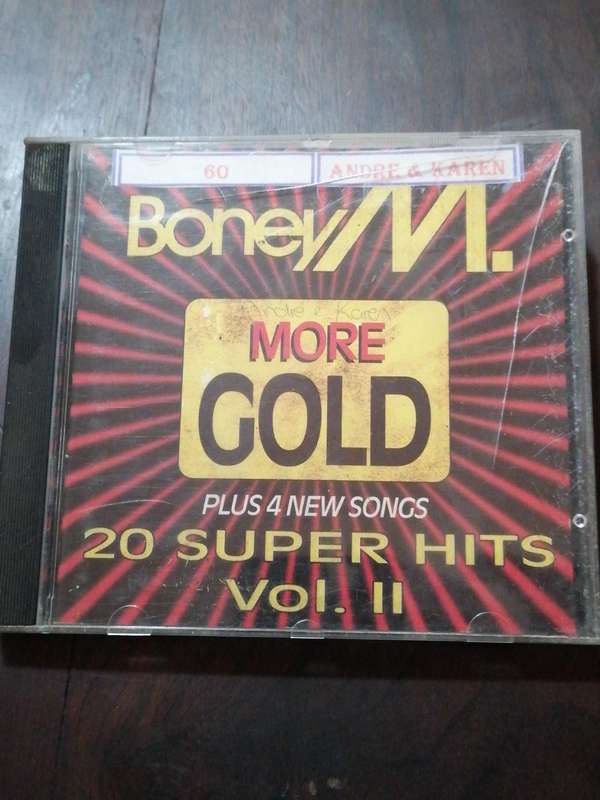 60 ANDRE & KAREN
Boney M.
Andre & Karen
MORE
GOLD
PLUS 4 NEW SONGS
20 SUPER HITS
Vol. II